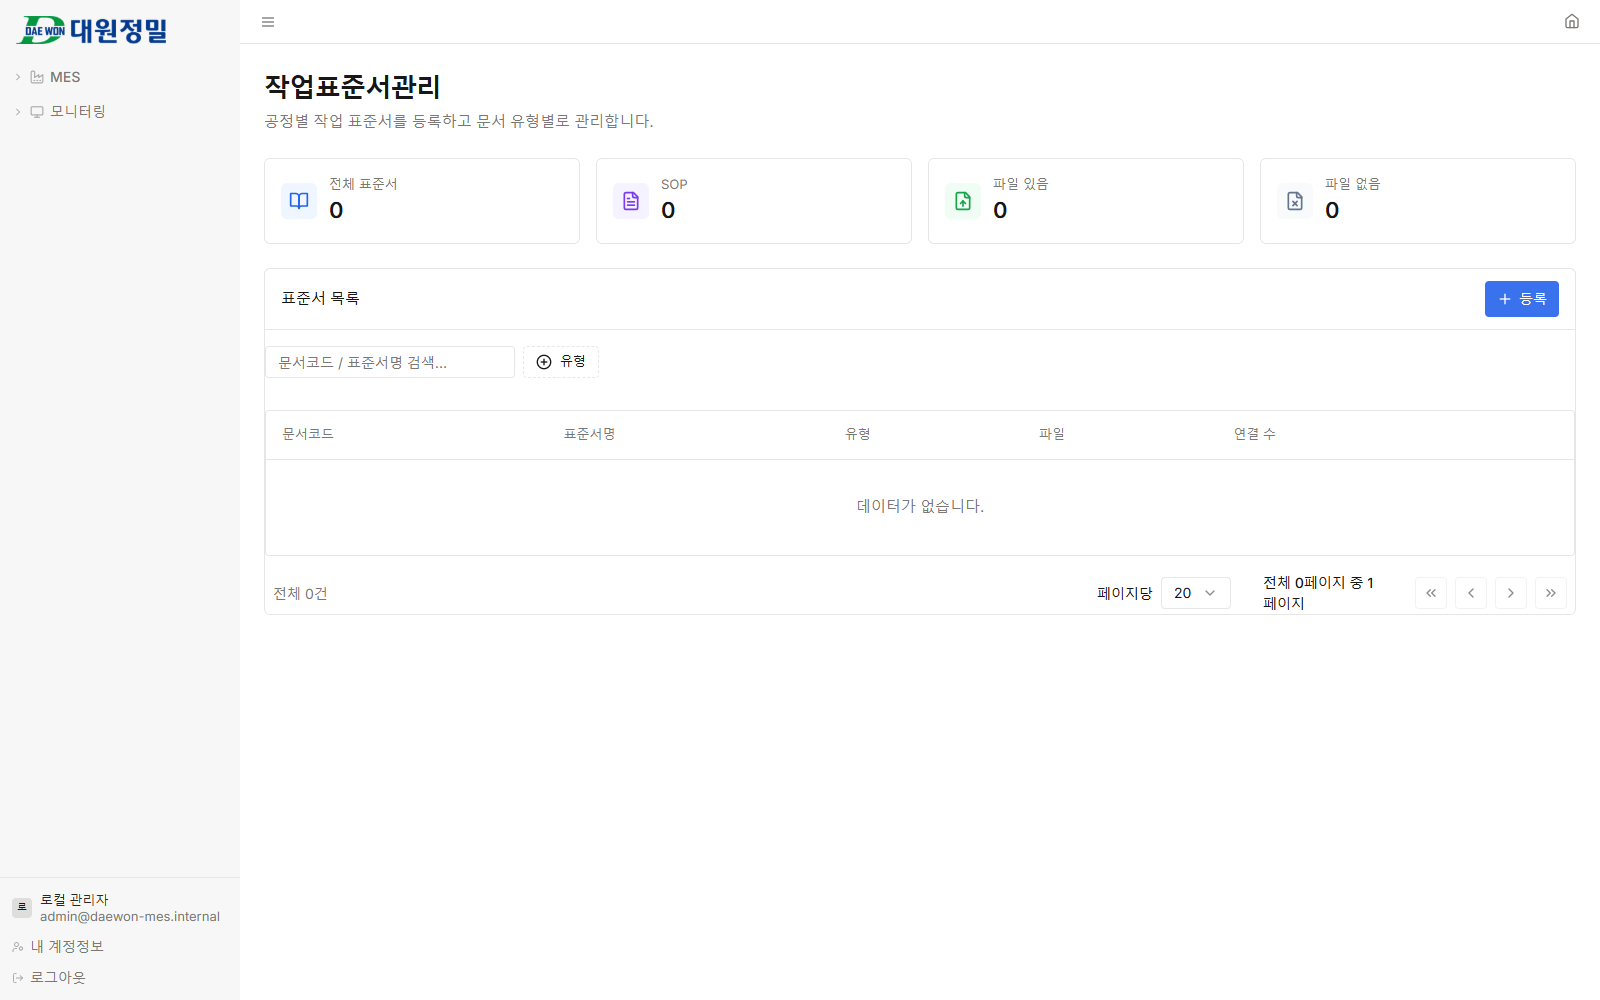 DAE WON 대원정밀
MES
모니터링
작업표준서관리
공정별 작업 표준서를 등록하고 문서 유형별로 관리합니다.
전체 표준서
0
SOP
0
파일 있음
0
파일 없음
0
표준서 목록
등록
문서코드 / 표준서명 검색...
유형
문서코드 표준서명 유형 파일 연결 수
데이터가 없습니다.
전체 0건
페이지당 20
전체 0페이지 중 1
페이지
로
로컬 관리자
admin@daewon-mes.internal
내 계정정보
로그아웃